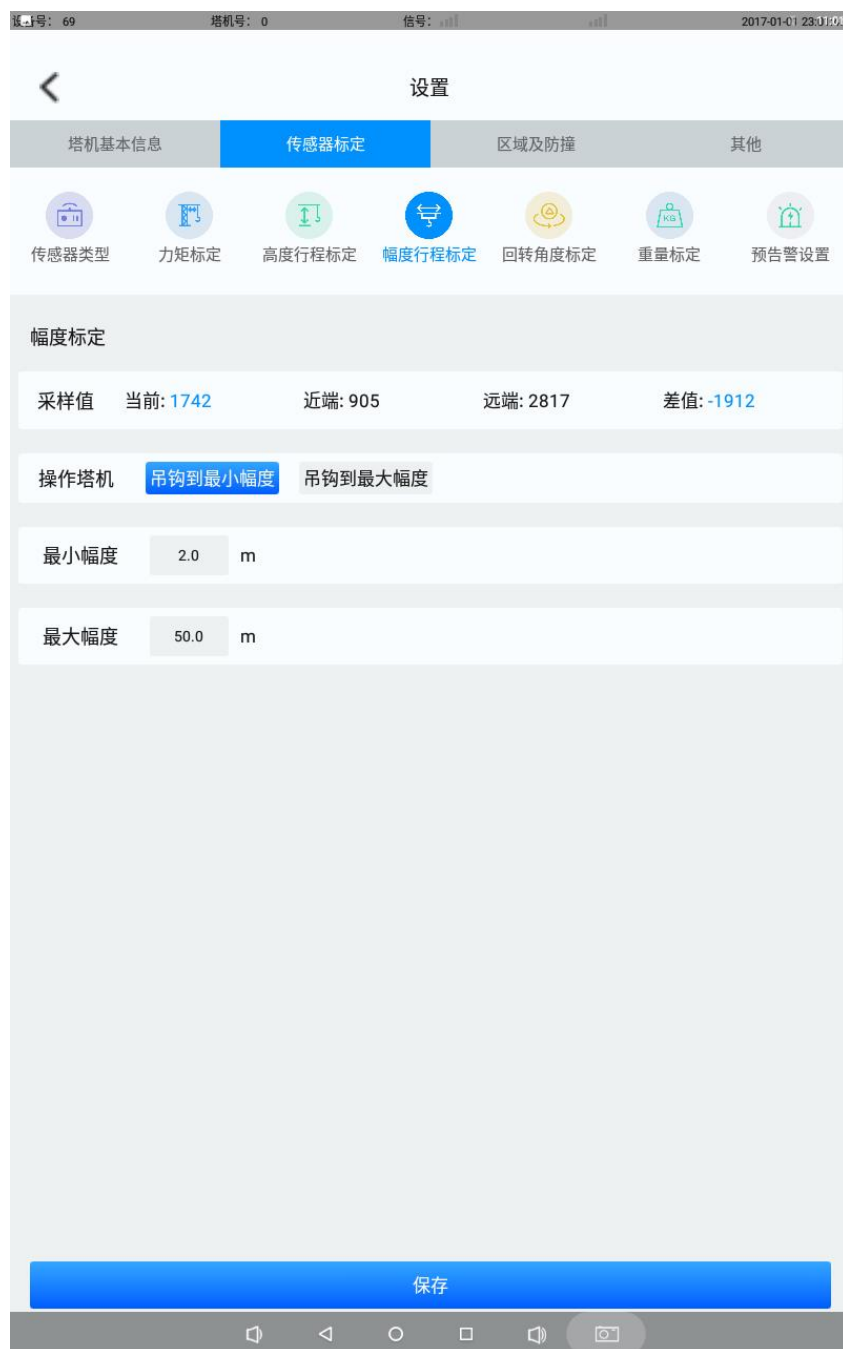 号： 69 塔机号： 0 信号： 2017-01-01 23:
设置
塔机基本信息 传感器标定 区域及防撞 其他
KG
传感器类型 力矩标定 高度行程标定 幅度行程标定 回转角度标定 重量标定 预告警设置
幅度标定
采样值 当前: 1742 近端: 905 远端: 2817 差值: -1912
操作塔机 吊钩到最小幅度 吊钩到最大幅度
最小幅度 2.0 m
最大幅度 50.0 m
保存